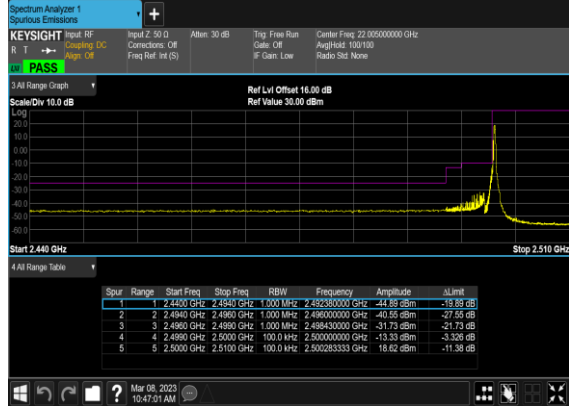 Spectrum Analyzer 1
Spurious Emissions
+
KEYSIGHT Input: RF Input Z: 50 Ω Atten: 30 dB Trig: Free Run Center Freq: 22.005000000 GHz
R T Coupling: DC Corrections: Off Gate: Off Avg|Hold: 100/100
Align: Off Freq Ref: Int (S) IF Gain: Low Radio Std: None
PASS
3 All Range Graph
Ref Lvl Offset 16.00 dB
Scale/Div 10.0 dB Ref Value 30.00 dBm
Log
20.0
10.0
0.00
-10.0
-20.0
-30.0
-40.0
-50.0
-60.0
Start 2.440 GHz Stop 2.510 GHz
4 All Range Table
Spur Range Start Freq Stop Freq RBW Frequency Amplitude ΔLimit
1 1 2.4400 GHz 2.4940 GHz 1.000 MHz 2.492380000 GHz -44.89 dBm -19.89 dB
2 2 2.4940 GHz 2.4960 GHz 1.000 MHz 2.496000000 GHz -40.55 dBm -27.55 dB
3 3 2.4960 GHz 2.4990 GHz 1.000 MHz 2.498430000 GHz -31.73 dBm -21.73 dB
4 4 2.4990 GHz 2.5000 GHz 100.0 kHz 2.500000000 GHz -13.33 dBm -3.326 dB
5 5 2.5000 GHz 2.5100 GHz 100.0 kHz 2.500283333 GHz 18.62 dBm -11.38 dB
? Mar 08, 2023
10:47:01 AM